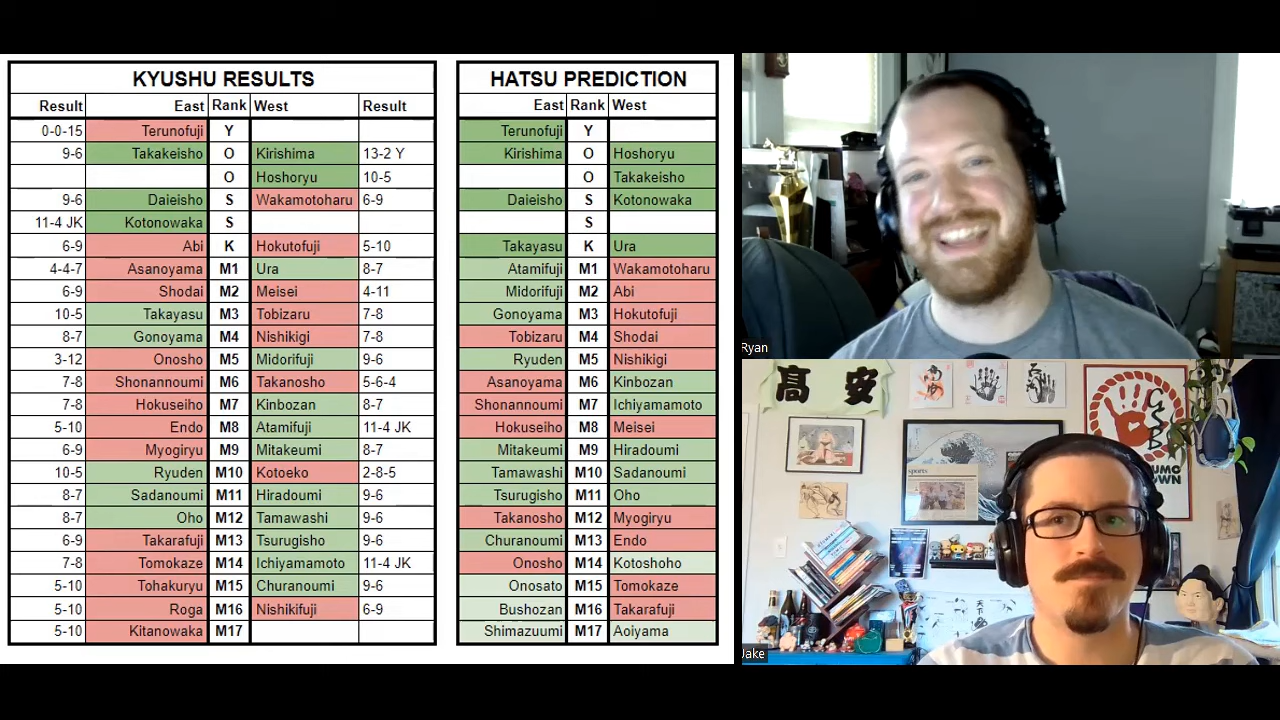 KYUSHU RESULTS
Result East Rank West Result
0-0-15 Terunofuji Y
9-6 Takakeisho O Kirishima 13-2 Y
O Hoshoryu 10-5
9-6 Daieisho S Wakamotoharu 6-9
11-4 JK Kotonowaka S
6-9 Abi K Hokutofuji 5-10
4-4-7 Asanoyama M1 Ura 8-7
6-9 Shodai M2 Meisei 4-11
10-5 Takayasu M3 Tobizaru 7-8
8-7 Gonoyama M4 Nishikigi 7-8
3-12 Onosho M5 Midorifuji 9-6
7-8 Shonannoumi M6 Takanosho 5-6-4
7-8 Hokuseiho M7 Kinbozan 8-7
5-10 Endo M8 Atamifuji 11-4 JK
6-9 Myogiryu M9 Mitakeumi 8-7
10-5 Ryuden M10 Kotoeko 2-8-5
8-7 Sadanoumi M11 Hiradoumi 9-6
8-7 Oho M12 Tamawashi 9-6
6-9 Takarafuji M13 Tsurugisho 9-6
7-8 Tomokaze M14 Ichiyamamoto 11-4 JK
5-10 Tohakuryu M15 Churanoumi 9-6
5-10 Roga M16 Nishikifuji 6-9
5-10 Kitanowaka M17
HATSU PREDICTION
East Rank West
Terunofuji Y
Kirishima O Hoshoryu
O Takakeisho
Daieisho S Kotonowaka
S
Takayasu K Ura
Atamifuji M1 Wakamotoharu
Midorifuji M2 Abi
Gonoyama M3 Hokutofuji
Tobizaru M4 Shodai
Ryuden M5 Nishikigi
Asanoyama M6 Kinbozan
Shonannoumi M7 Ichiyamamoto
Hokuseiho M8 Meisei
Mitakeumi M9 Hiradoumi
Tamawashi M10 Sadanoumi
Tsurugisho M11 Oho
Takanosho M12 Myogiryu
Churanoumi M13 Endo
Onosho M14 Kotoshoho
Onosato M15 Tomokaze
Bushozan M16 Takarafuji
Shimazuumi M17 Aoiyama
Ryan
髙安
sports
Jake